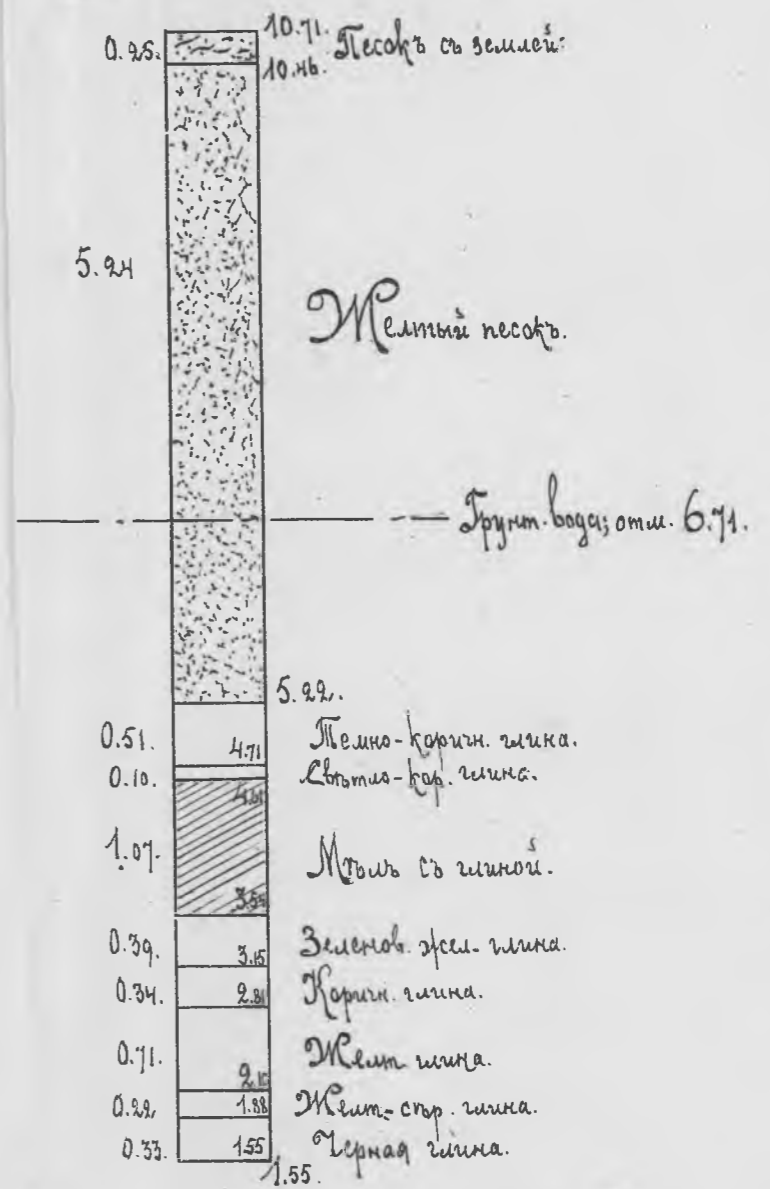 10.71.
0.25. Песокъ съ землей:
10.46.
5.24
Желтый песокъ.
Грунт. вода; отм. 6.71.
5.22.
0.51. 4.71 Темно-коричн. глина.
0.10. Свѣтло-кор. глина.
4.61
1.07. Мѣлъ съ глиной.
3.54
0.39. 3.15 Зеленов. жел. глина.
0.34. 2.81 Коричн. глина.
0.71. Желт. глина.
2.10
0.22. 1.88 Желт-сѣр. глина.
0.33. 1.55 Черная глина.
1.55.